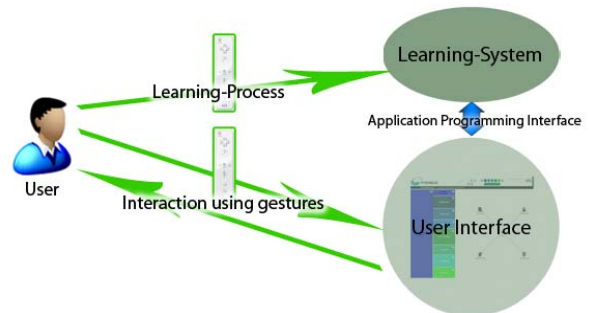 Learning-System
Learning-Process
Application Programming Interface
User
Interaction using gestures
User Interface